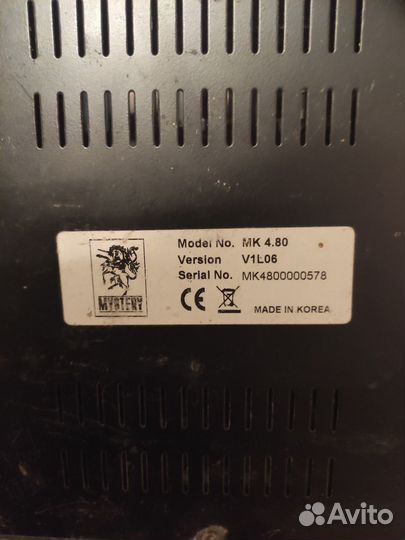 Model No. MK 4.80
Version V1L06
Serial No. MK4800000578
MYSTERY
CE
MADE IN KOREA
Avito